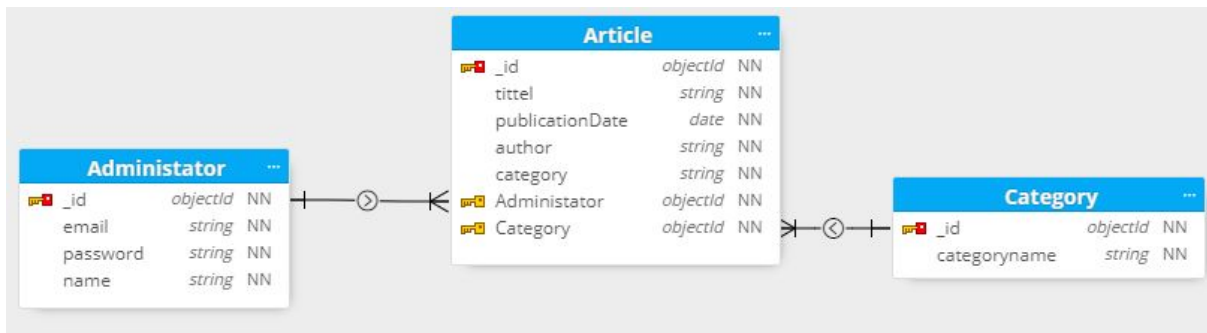 Article ...
_id objectId NN
tittel string NN
publicationDate date NN
author string NN
category string NN
Administator objectId NN
Category objectId NN
Administator ...
_id objectId NN
email string NN
password string NN
name string NN
Category ...
_id objectId NN
categoryname string NN